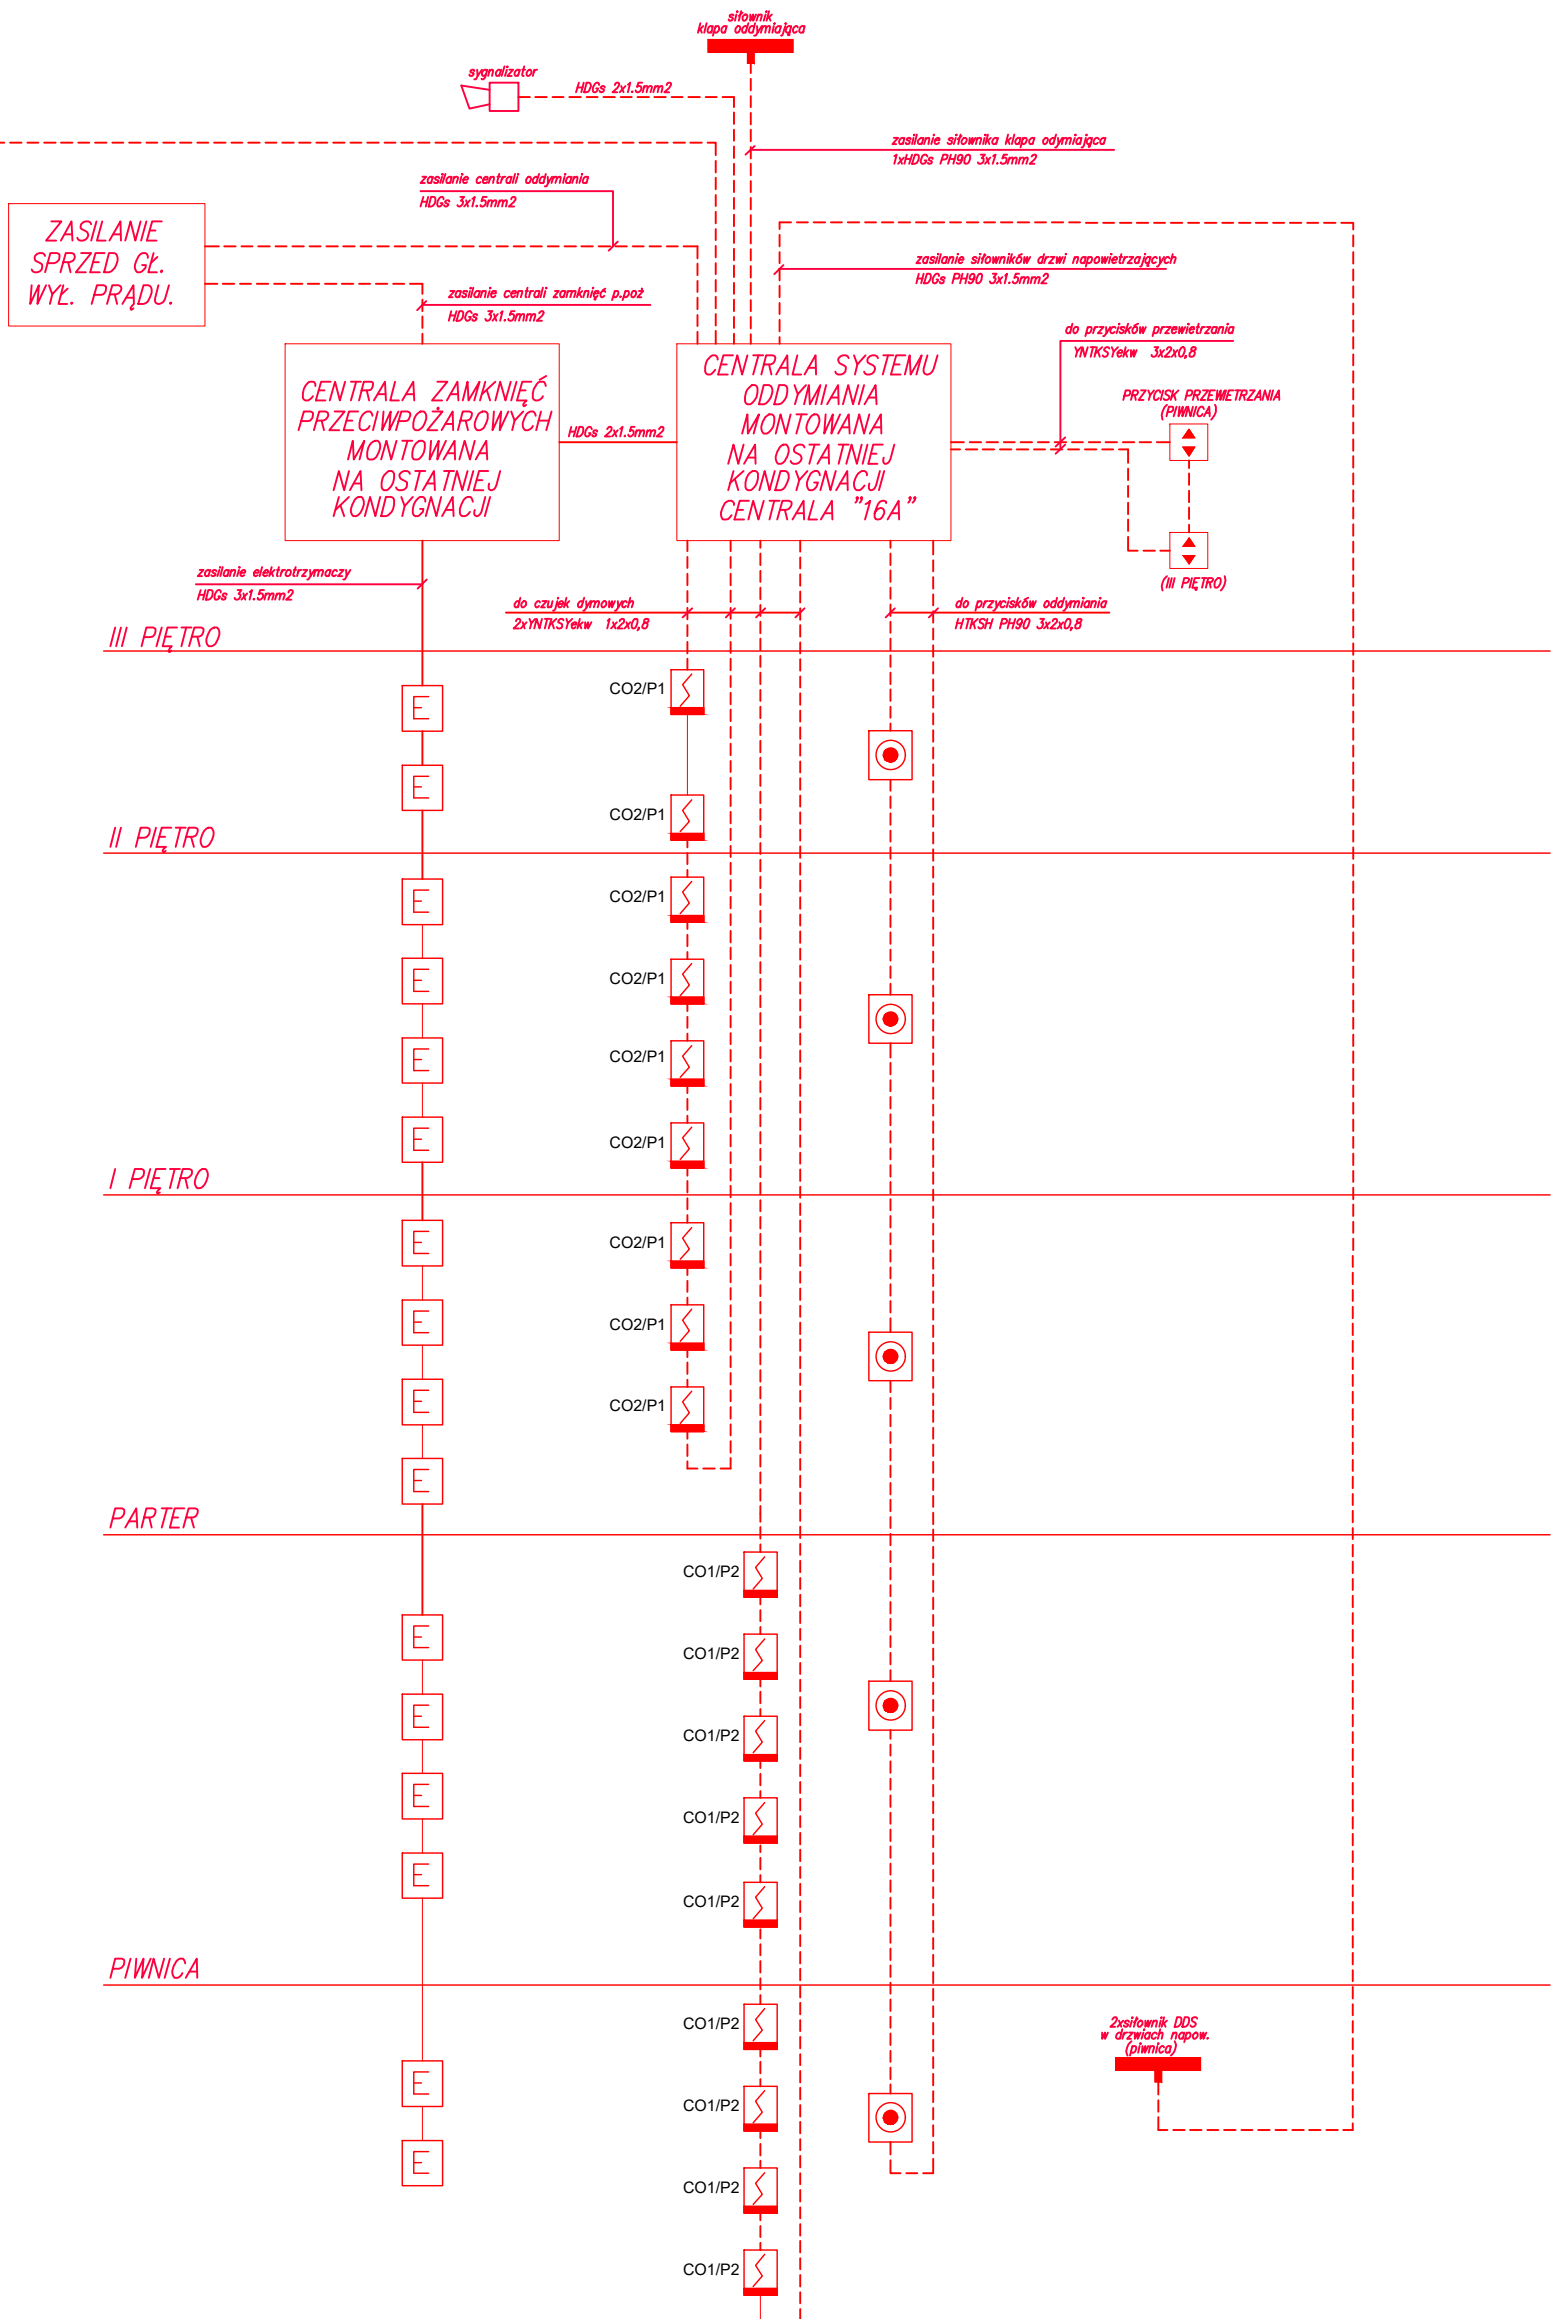 siłownik
klapa oddymiająca
sygnalizator
HDGs 2x1.5mm2
zasilanie siłownika klapa odymiająca
1xHDGs PH90 3x1.5mm2
zasilanie centrali oddymiania
HDGs 3x1.5mm2
ZASILANIE
SPRZED GŁ.
WYŁ. PRĄDU.
zasilanie siłowników drzwi napowietrzających
HDGs PH90 3x1.5mm2
zasilanie centrali zamknięć p.poż
HDGs 3x1.5mm2
do przycisków przewietrzania
YNTKSYekw 3x2x0,8
CENTRALA ZAMKNIĘĆ
PRZECIWPOŻAROWYCH
MONTOWANA
NA OSTATNIEJ
KONDYGNACJI
HDGs 2x1.5mm2
CENTRALA SYSTEMU
ODDYMIANIA
MONTOWANA
NA OSTATNIEJ
KONDYGNACJI
CENTRALA "16A"
PRZYCISK PRZEWIETRZANIA
(PIWNICA)
(III PIĘTRO)
zasilanie elektrotrzymaczy
HDGs 3x1.5mm2
do czujek dymowych
2xYNTKSYekw 1x2x0,8
do przycisków oddymiania
HTKSH PH90 3x2x0,8
III PIĘTRO
CO2/P1
E
E
CO2/P1
II PIĘTRO
E
CO2/P1
E
CO2/P1
E
CO2/P1
E
CO2/P1
I PIĘTRO
E
CO2/P1
E
CO2/P1
E
CO2/P1
E
PARTER
CO1/P2
E
CO1/P2
E
CO1/P2
E
CO1/P2
E
CO1/P2
PIWNICA
CO1/P2
2xsiłownik DDS
w drzwiach napow.
(piwnica)
E
CO1/P2
E
CO1/P2
CO1/P2